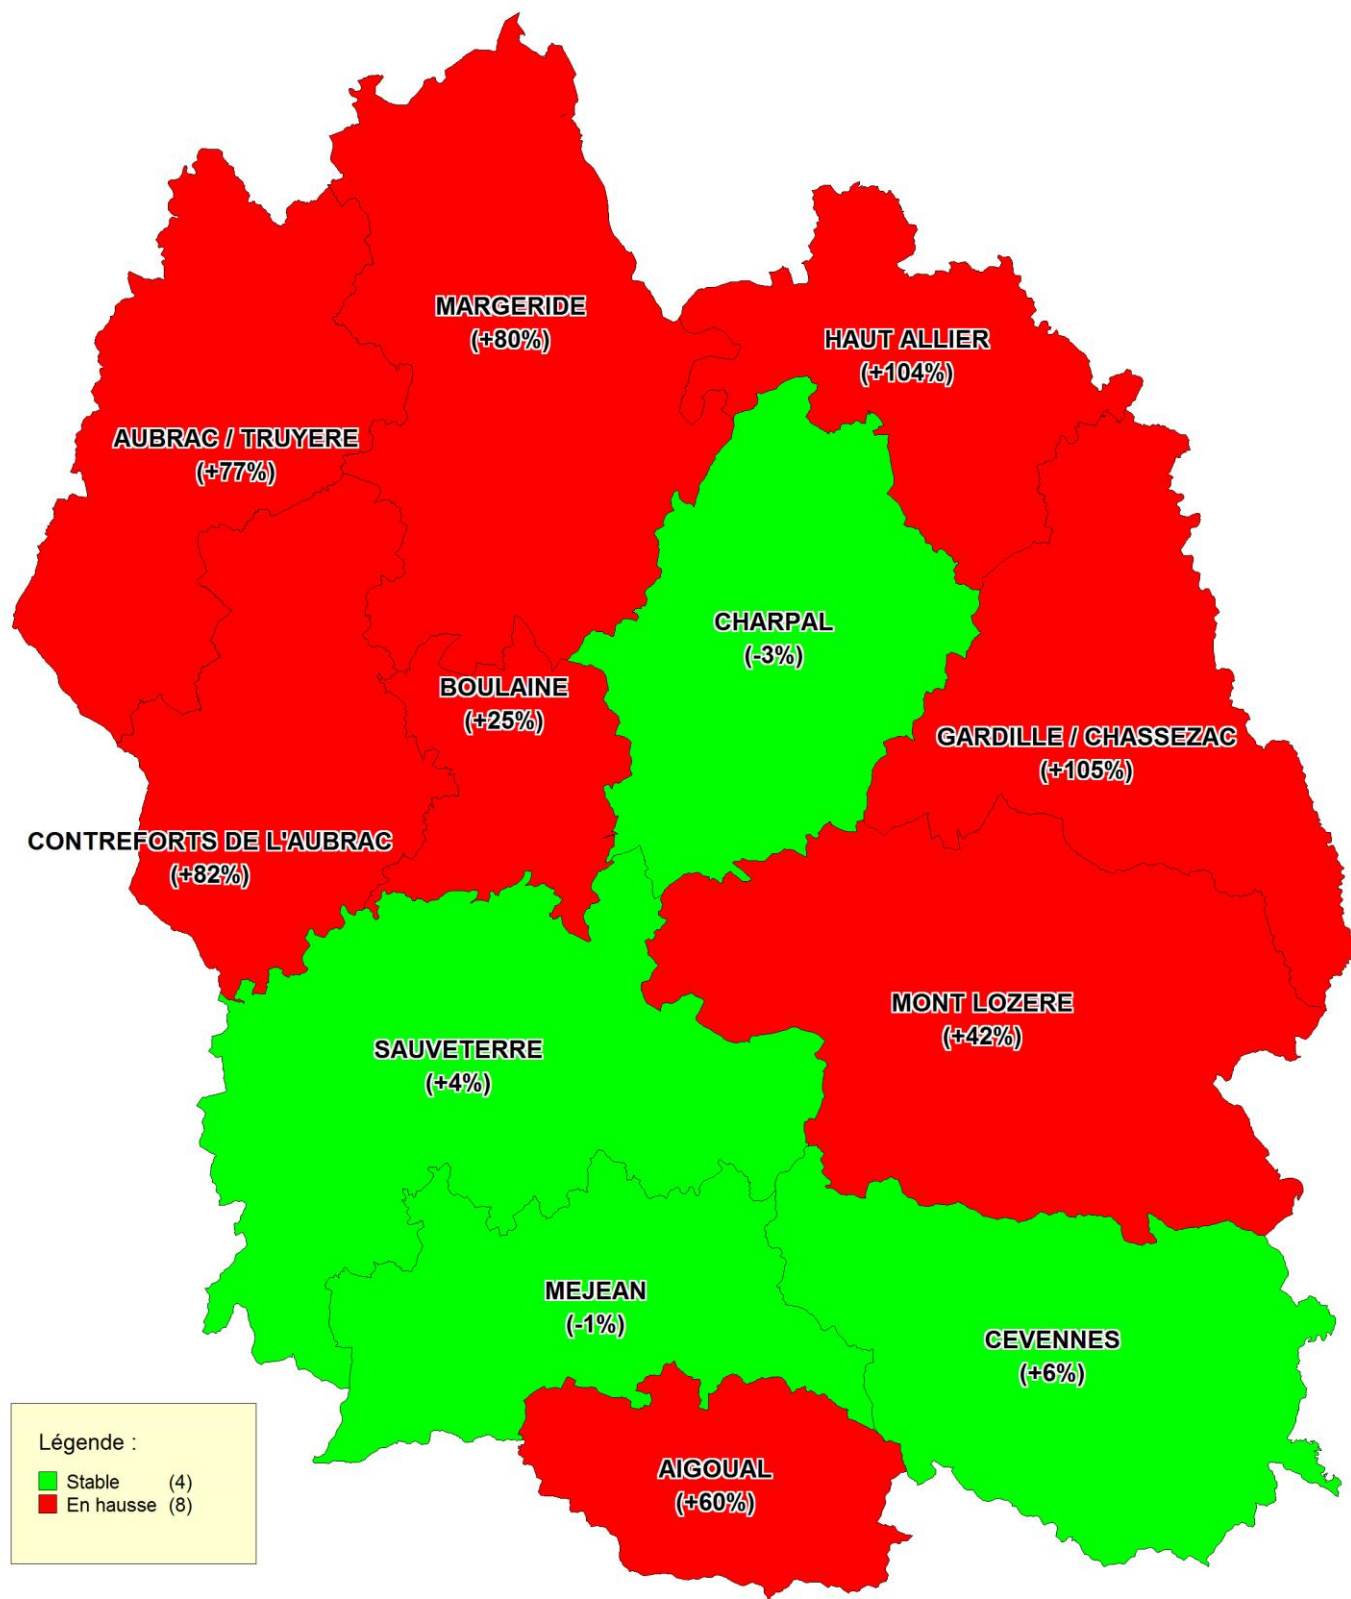 MARGERIDE
(+80%)
HAUT ALLIER
(+104%)
AUBRAC / TRUYERE
(+77%)
CHARPAL
(-3%)
BOULAINE
(+25%)
GARDILLE / CHASSEZAC
(+105%)
CONTREFORTS DE L'AUBRAC
(+82%)
MONT LOZERE
(+42%)
SAUVETERRE
(+4%)
MEJEAN
(-1%)
CEVENNES
(+6%)
AIGOUAL
(+60%)
Légende :
Stable (4)
En hausse (8)